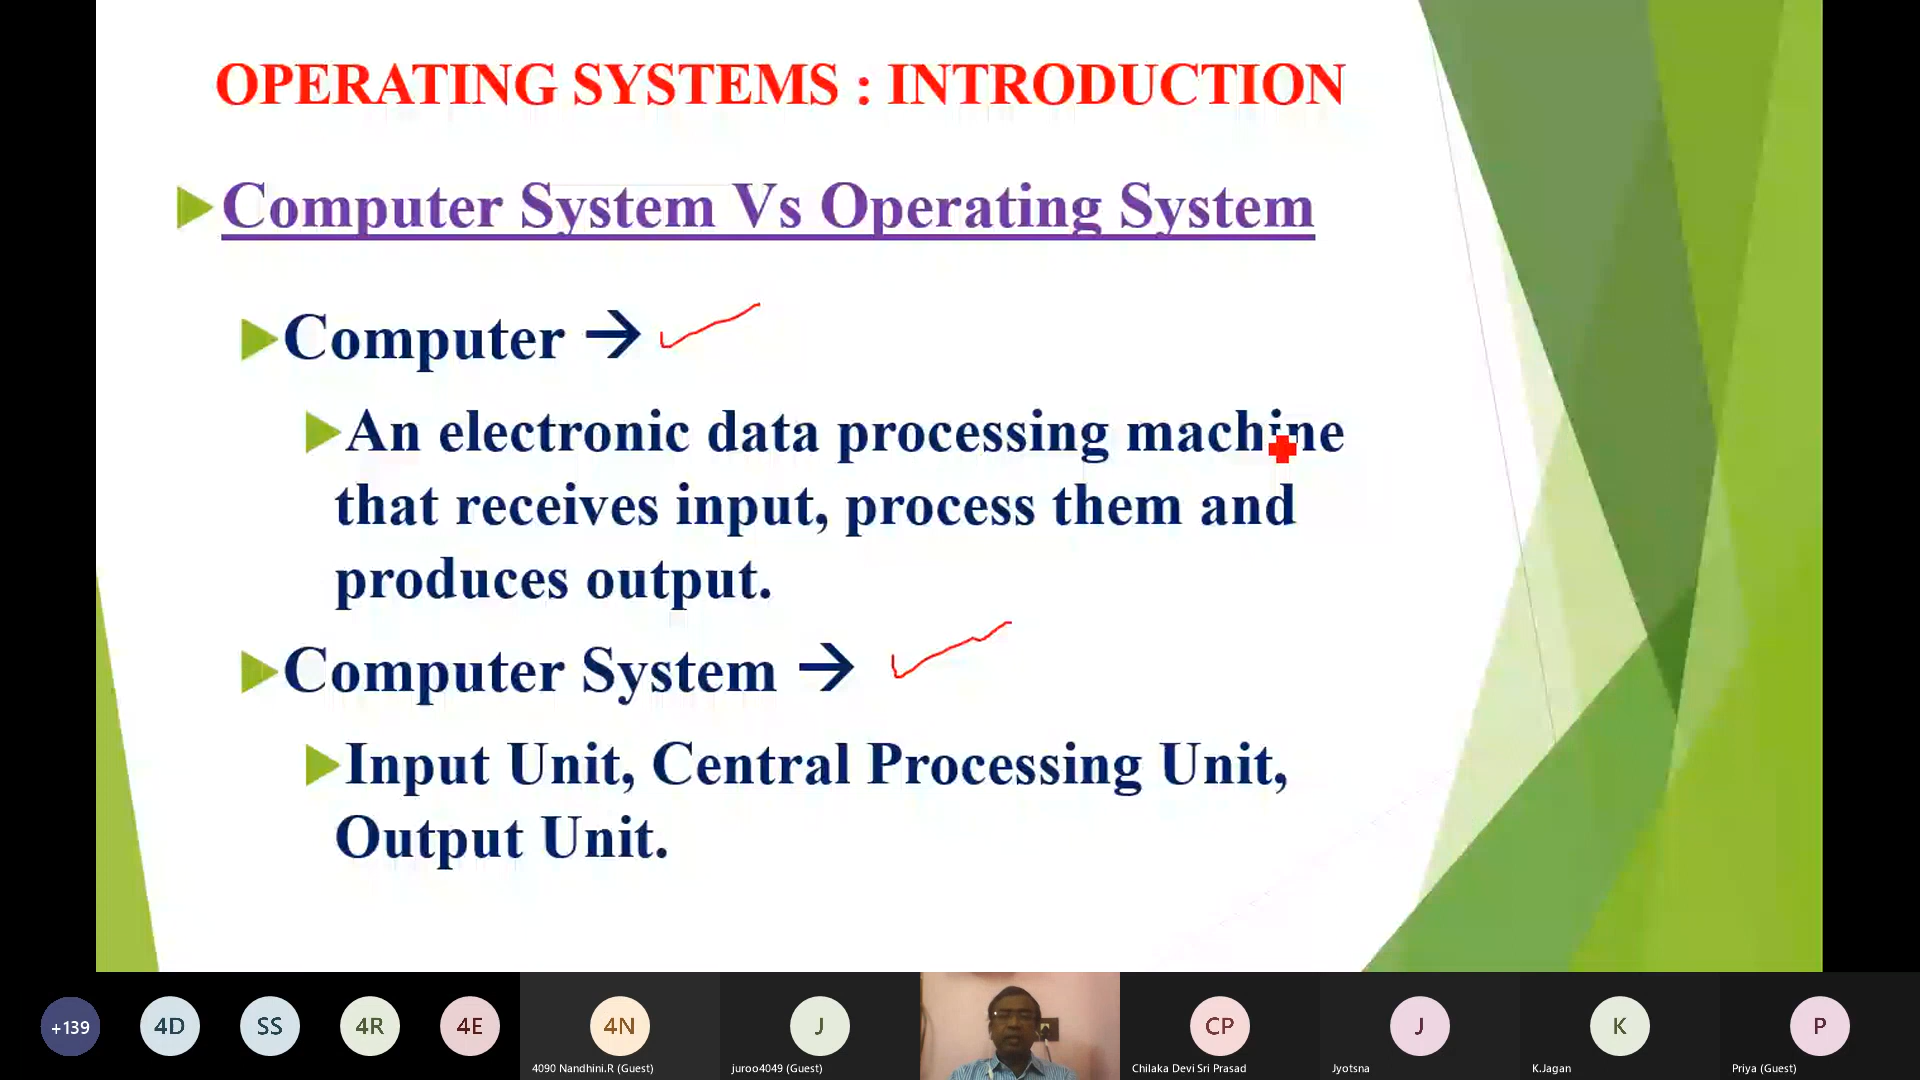 OPERATING SYSTEMS : INTRODUCTION
Computer System Vs Operating System
Computer →
An electronic data processing machine
that receives input, process them and
produces output.
Computer System →
Input Unit, Central Processing Unit,
Output Unit.
+139
4D
SS
4R
4E
4N
J
CP
J
K
P
4090 Nandhini.R (Guest)
juroo4049 (Guest)
Chilaka Devi Sri Prasad
Jyotsna
K.Jagan
Priya (Guest)